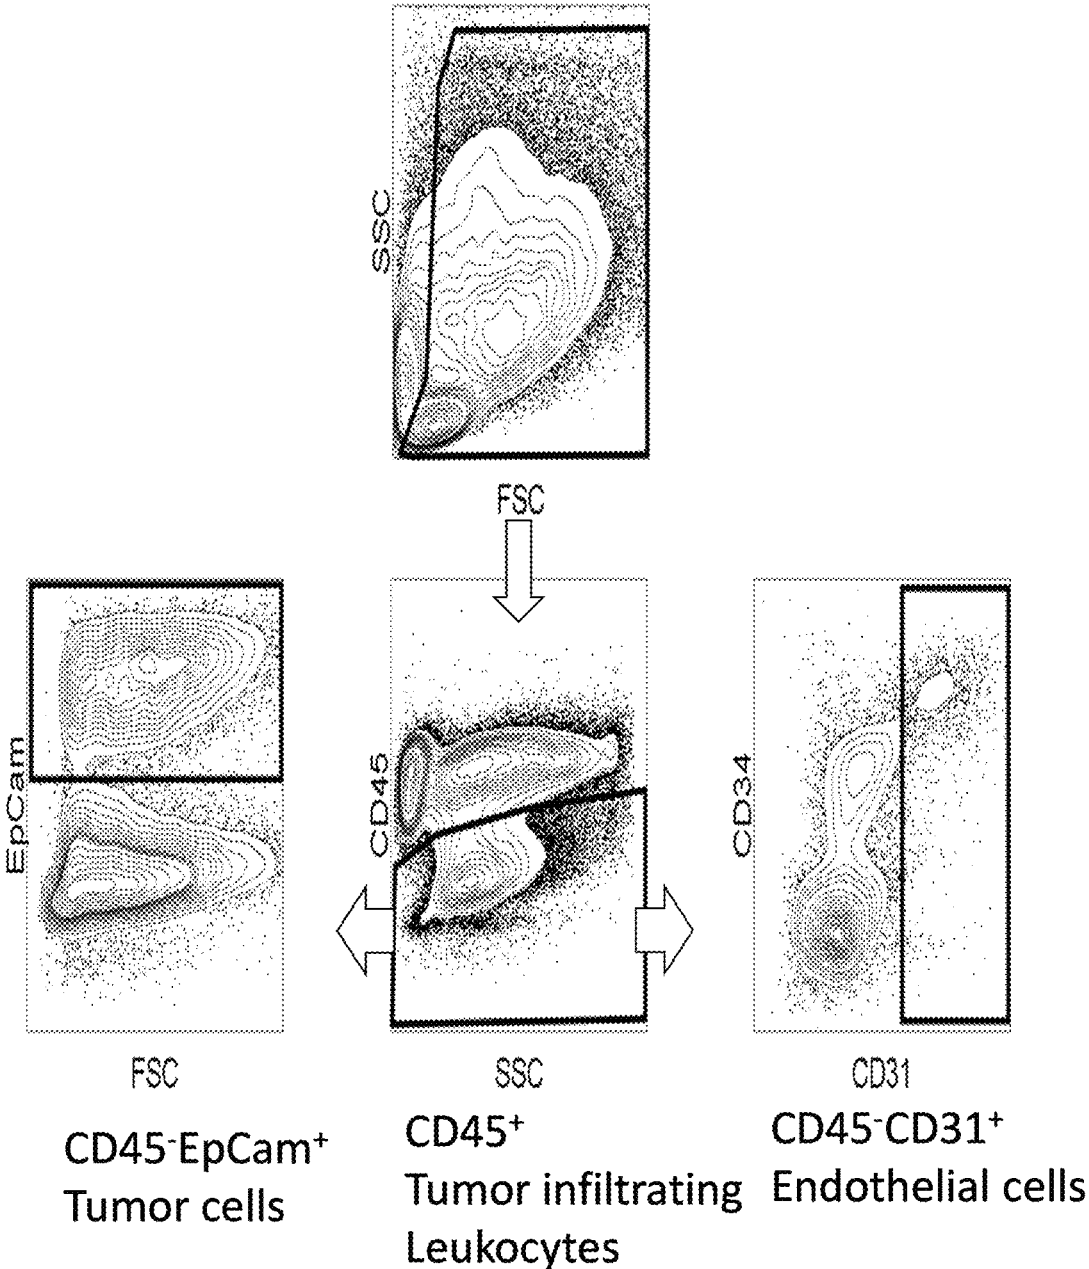 SSC
FSC
EpCam
CD45
CD34
FSC
SSC
CD31
CD45⁻EpCam⁺
Tumor cells
CD45⁺
Tumor infiltrating
Leukocytes
CD45⁻CD31⁺
Endothelial cells